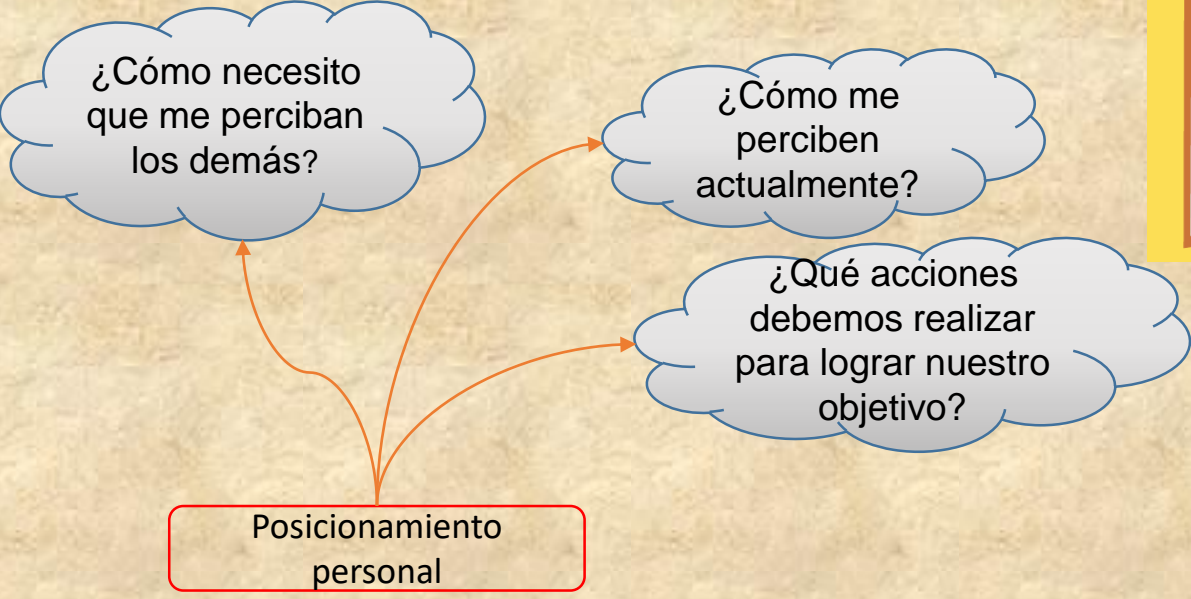 ¿Cómo necesito
que me perciban
los demás?
¿Cómo me
perciben
actualmente?
¿Qué acciones
debemos realizar
para lograr nuestro
objetivo?
Posicionamiento
personal